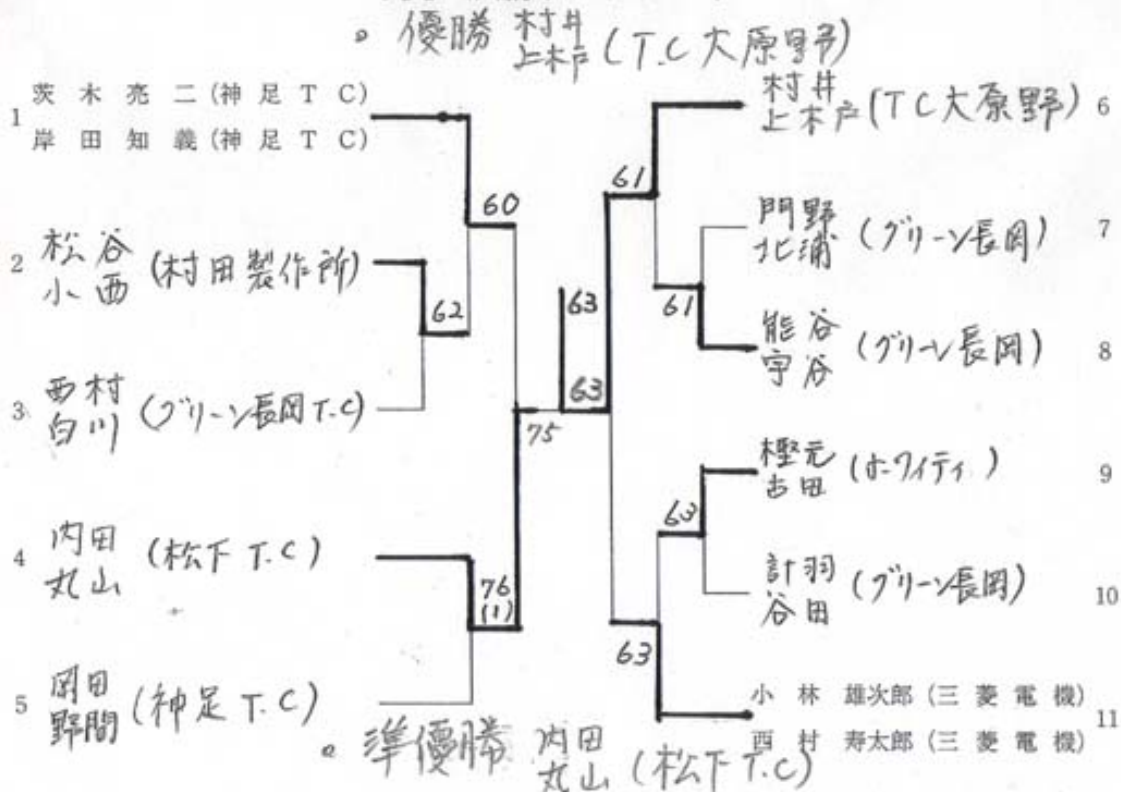 。優勝 村井 上木戸 (T.C 大原野)
1 茨木亮二 (神足TC)
岸田知義 (神足TC)
60
2 松谷 小西 (村田製作所)
62
3 西村 白川 (グリーン長岡T.C)
75
4 内田 丸山 (松下 T.C)
76
(1)
5 岡田 野間 (神足 T.C)
63
63
村井 上木戸 (TC大原野) 6
61
門野 北浦 (グリーン長岡) 7
61
能谷 宇谷 (グリーン長岡) 8
樫元 古田 (ホワイティ) 9
63
計羽 谷田 (グリーン長岡) 10
63
小林 雄次郎 (三菱電機)
西村 寿太郎 (三菱電機) 11
。準優勝 内田 丸山 (松下 T.C)